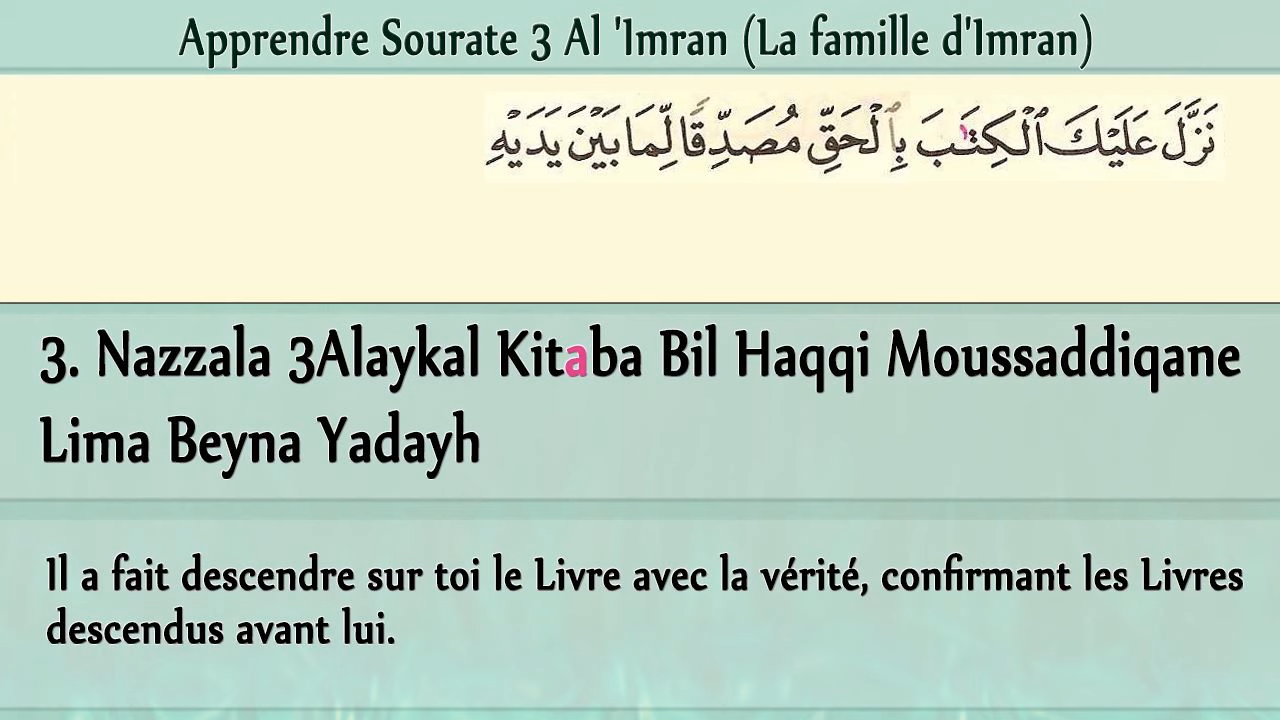 Apprendre Sourate 3 Al 'Imran (La famille d'Imran)
نَزَّلَ عَلَيْكَ ٱلْكِتَٰبَ بِٱلْحَقِّ مُصَدِّقًا لِّمَا بَيْنَ يَدَيْهِ
3. Nazzala 3Alaykal Kitaba Bil Haqqi Moussaddiqane
Lima Beyna Yadayh
Il a fait descendre sur toi le Livre avec la vérité, confirmant les Livres
descendus avant lui.